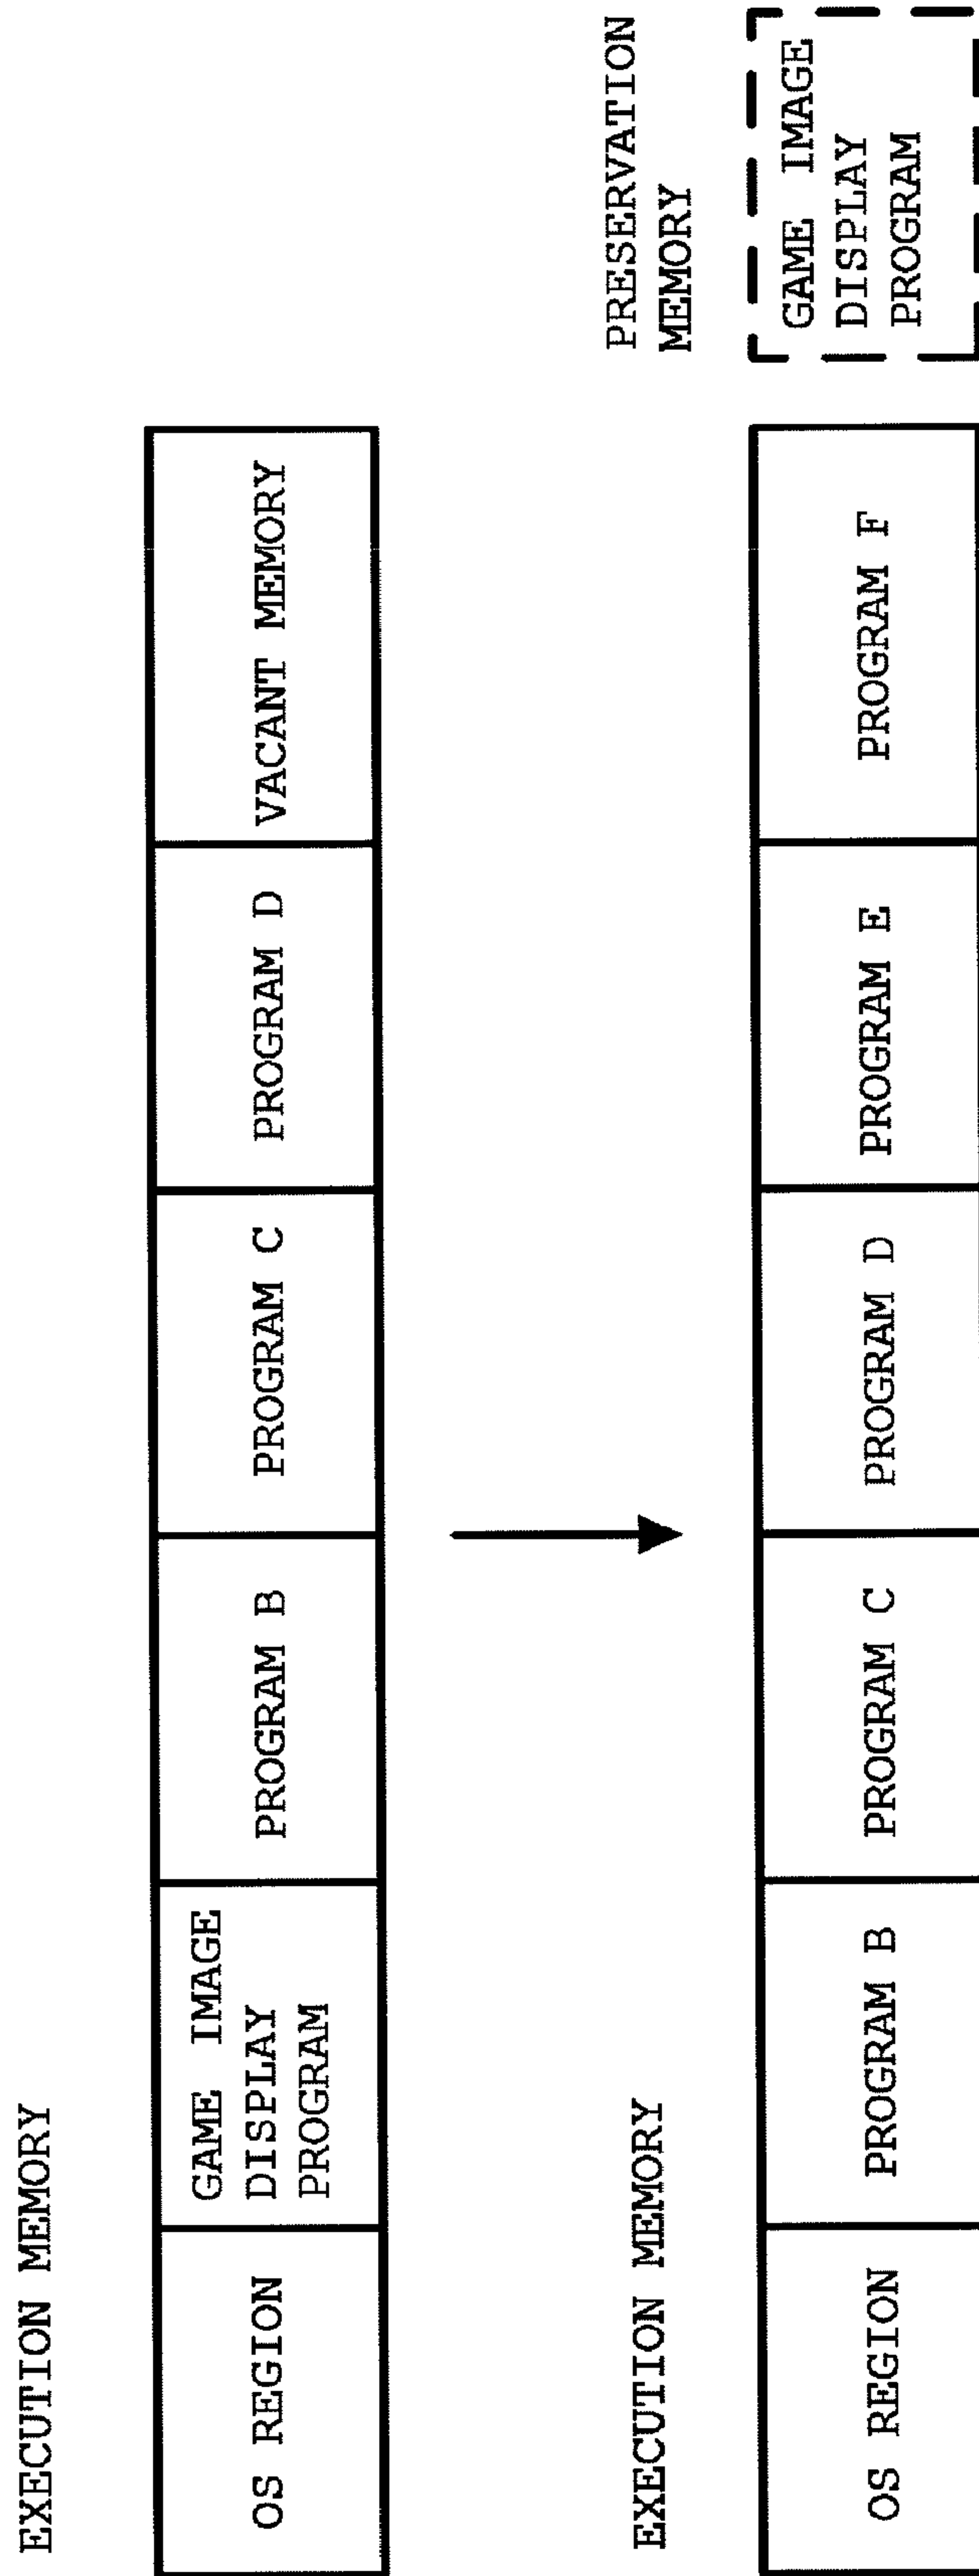 EXECUTION MEMORY
OS REGION
GAME IMAGE
DISPLAY
PROGRAM
PROGRAM B
PROGRAM C
PROGRAM D
VACANT MEMORY
EXECUTION MEMORY
PRESERVATION
MEMORY
OS REGION
PROGRAM B
PROGRAM C
PROGRAM D
PROGRAM E
PROGRAM F
GAME IMAGE
DISPLAY
PROGRAM